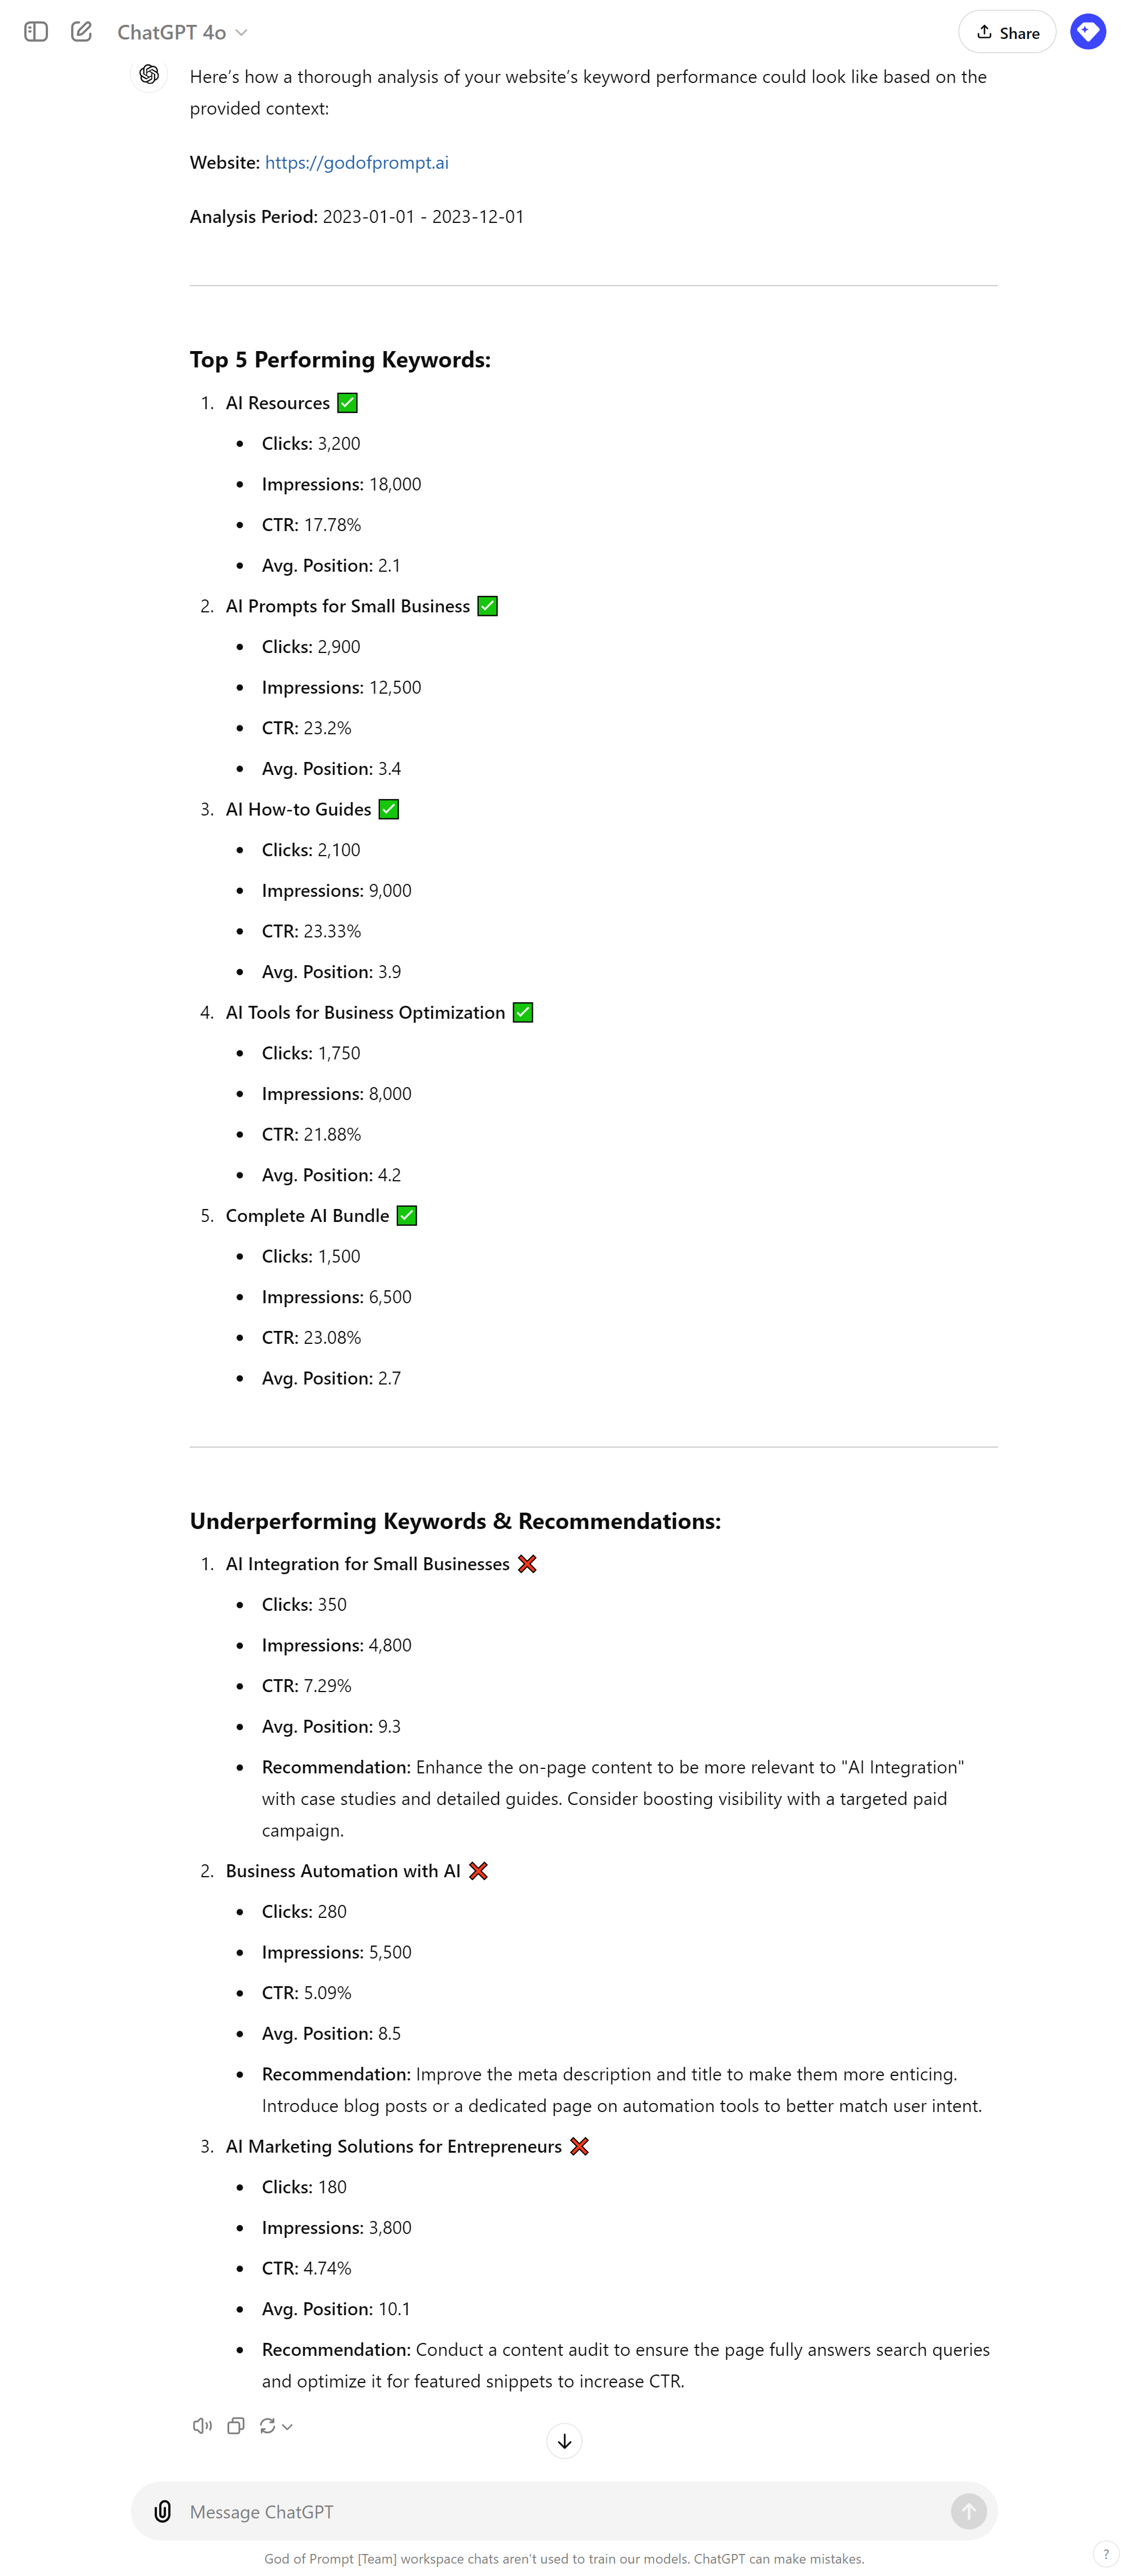 ChatGPT 4o
Share
Here’s how a thorough analysis of your website’s keyword performance could look like based on the
provided context:
Website: https://godofprompt.ai
Analysis Period: 2023-01-01 - 2023-12-01
Top 5 Performing Keywords:
1. AI Resources ✅
• Clicks: 3,200
• Impressions: 18,000
• CTR: 17.78%
• Avg. Position: 2.1
2. AI Prompts for Small Business ✅
• Clicks: 2,900
• Impressions: 12,500
• CTR: 23.2%
• Avg. Position: 3.4
3. AI How-to Guides ✅
• Clicks: 2,100
• Impressions: 9,000
• CTR: 23.33%
• Avg. Position: 3.9
4. AI Tools for Business Optimization ✅
• Clicks: 1,750
• Impressions: 8,000
• CTR: 21.88%
• Avg. Position: 4.2
5. Complete AI Bundle ✅
• Clicks: 1,500
• Impressions: 6,500
• CTR: 23.08%
• Avg. Position: 2.7
Underperforming Keywords & Recommendations:
1. AI Integration for Small Businesses ❌
• Clicks: 350
• Impressions: 4,800
• CTR: 7.29%
• Avg. Position: 9.3
• Recommendation: Enhance the on-page content to be more relevant to "AI Integration"
with case studies and detailed guides. Consider boosting visibility with a targeted paid
campaign.
2. Business Automation with AI ❌
• Clicks: 280
• Impressions: 5,500
• CTR: 5.09%
• Avg. Position: 8.5
• Recommendation: Improve the meta description and title to make them more enticing.
Introduce blog posts or a dedicated page on automation tools to better match user intent.
3. AI Marketing Solutions for Entrepreneurs ❌
• Clicks: 180
• Impressions: 3,800
• CTR: 4.74%
• Avg. Position: 10.1
• Recommendation: Conduct a content audit to ensure the page fully answers search queries
and optimize it for featured snippets to increase CTR.
Message ChatGPT
God of Prompt [Team] workspace chats aren't used to train our models. ChatGPT can make mistakes.
?